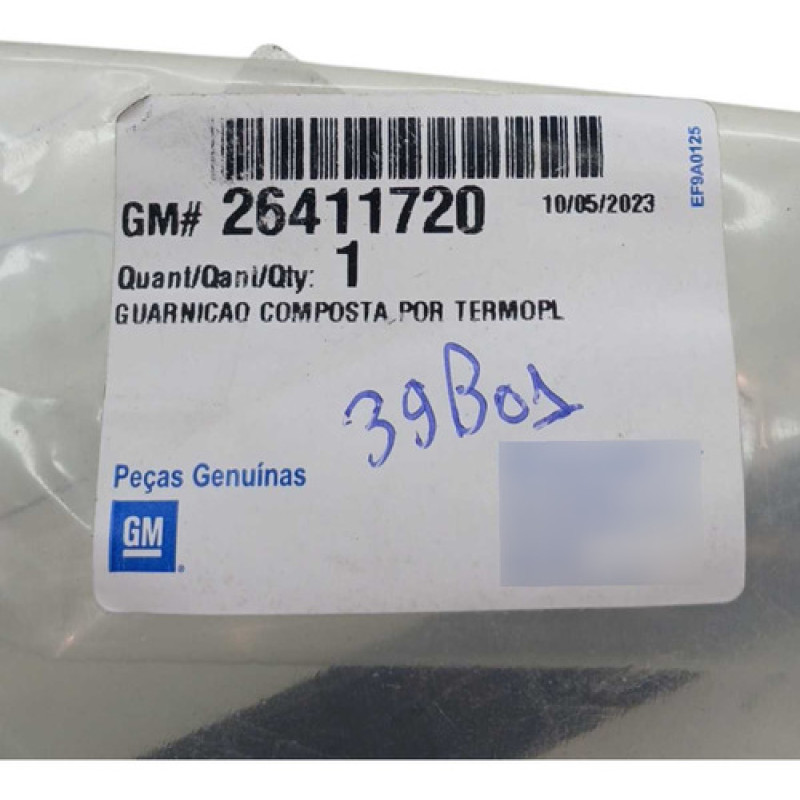 GM# 26411720 10/05/2023
EF9A0125
Quant/Qant/Qty: 1
GUARNICAO COMPOSTA POR TERMOPL
39B01
Peças Genuínas
GM